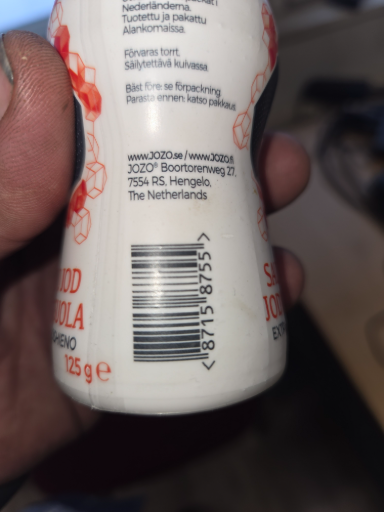 Nederländerna.
Tuotettu ja pakattu
Alankomaissa.
Förvaras torrt.
Säilytettävä kuivassa
Bäst före: se förpackning
Parasta ennen: katso pakkaus
www.JOZO.se / www.JOZO.fi
JOZO® Boortorenweg 27,
7554 RS, Hengelo,
The Netherlands
<8715 8755>
JOD
125 g e